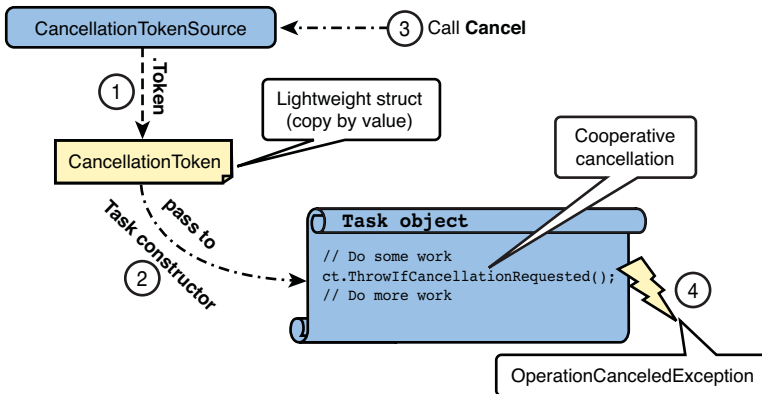 CancellationTokenSource
3 Call Cancel
1
.Token
Lightweight struct
(copy by value)
CancellationToken
Cooperative
cancellation
pass to
Task constructor
2
Task object
// Do some work
ct.ThrowIfCancellationRequested();
// Do more work
4
OperationCanceledException